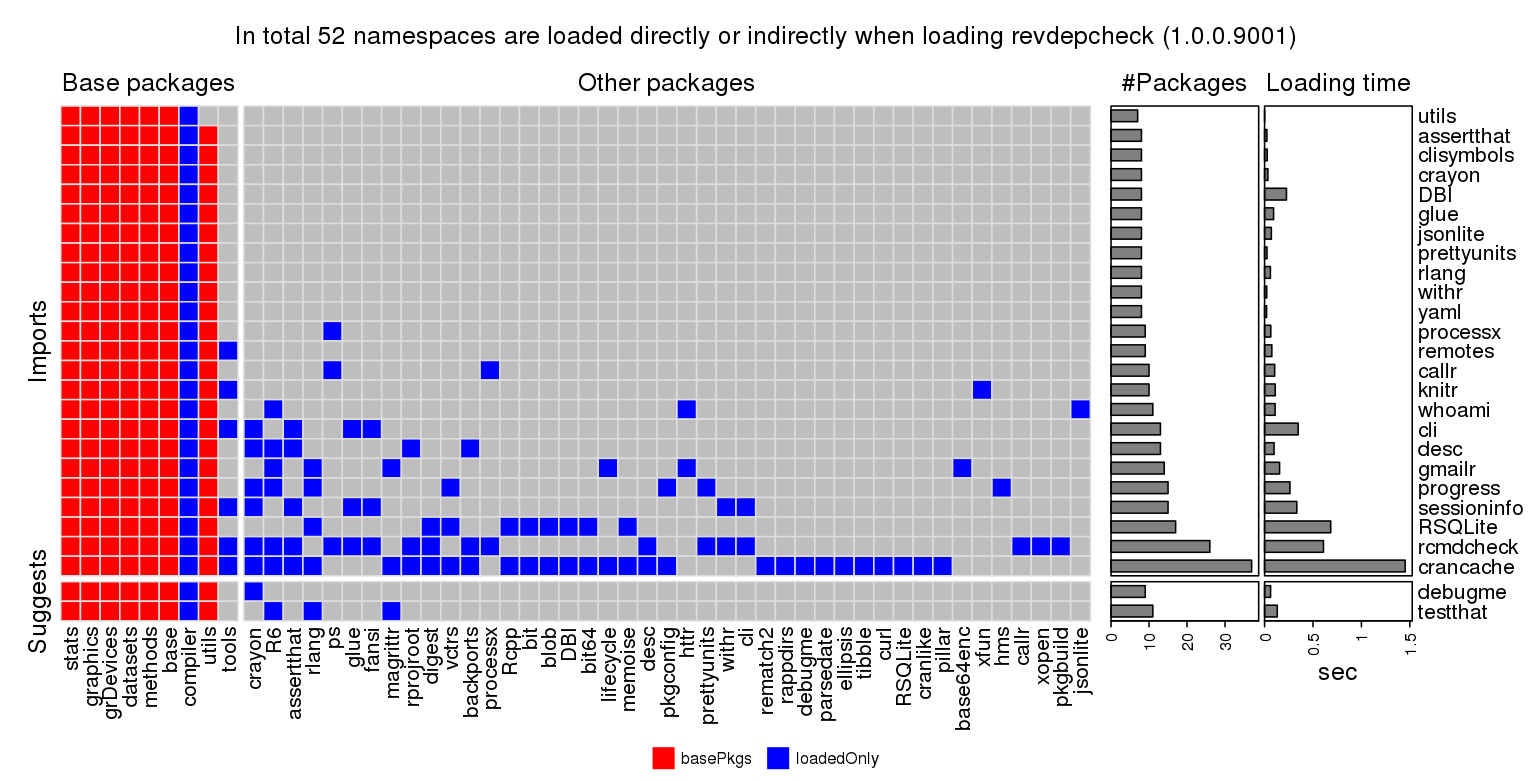 In total 52 namespaces are loaded directly or indirectly when loading revdepcheck (1.0.0.9001)
Base packages
Other packages
#Packages
Loading time
Imports
Suggests
utils
assertthat
clisymbols
crayon
DBI
glue
jsonlite
prettyunits
rlang
withr
yaml
processx
remotes
callr
knitr
whoami
cli
desc
gmailr
progress
sessioninfo
RSQLite
rcmdcheck
crancache
debugme
testthat
stats
graphics
grDevices
datasets
methods
base
compiler
utils
tools
crayon
R6
assertthat
rlang
ps
glue
fansi
magrittr
rprojroot
digest
vctrs
backports
processx
Rcpp
bit
blob
DBI
bit64
lifecycle
memoise
desc
pkgconfig
httr
prettyunits
withr
cli
rematch2
rappdirs
debugme
parsedate
ellipsis
tibble
curl
RSQLite
cranlike
pillar
base64enc
xfun
hms
callr
xopen
pkgbuild
jsonlite
0
10
20
30
0
0.5
1
1.5
sec
basePkgs
loadedOnly